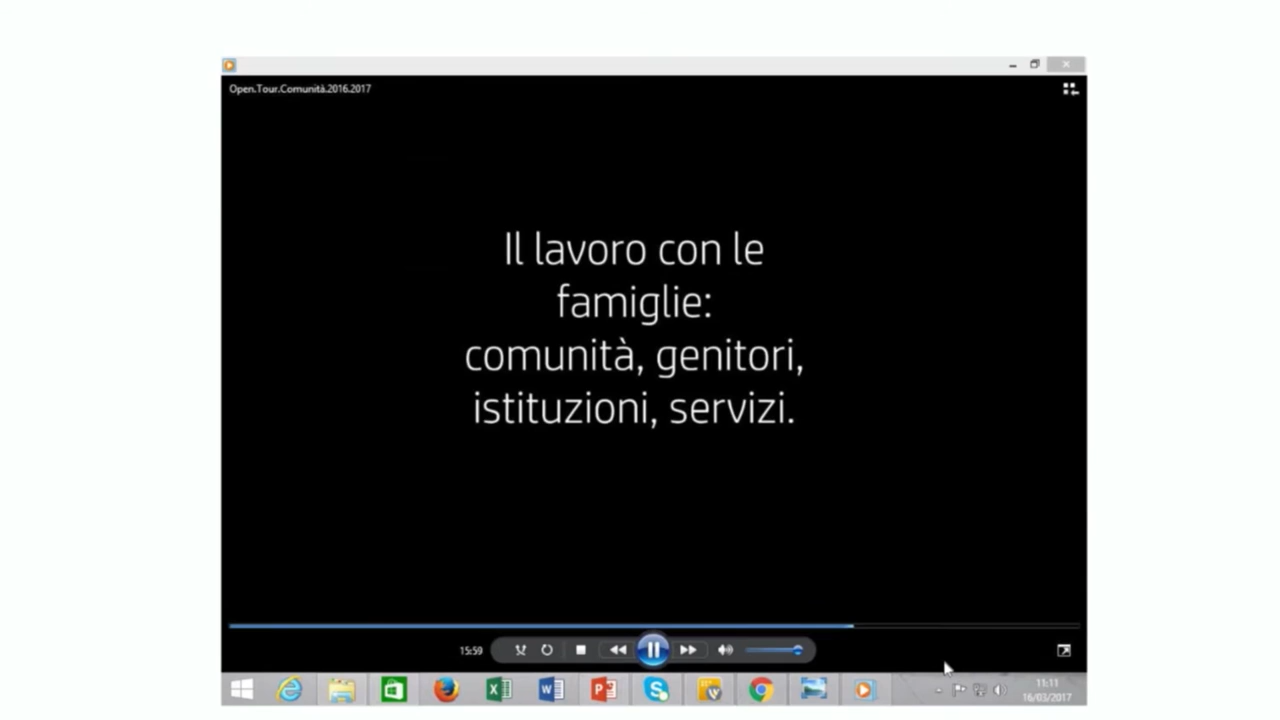 Open.Tour.Comunità.2016.2017
Il lavoro con le
famiglie:
comunità, genitori,
istituzioni, servizi.
15:59
11:11
16/03/2017